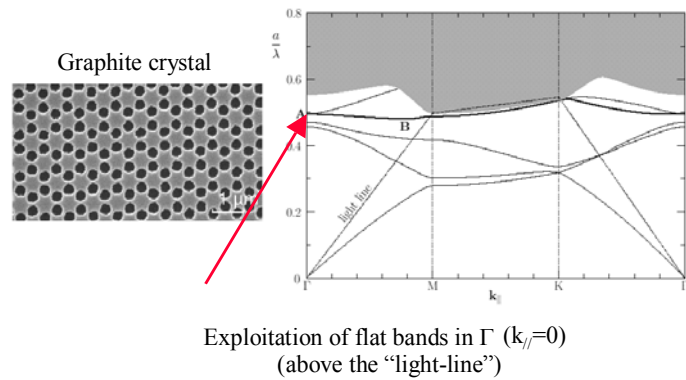 Graphite crystal
1 μm
a
λ
0.8
0.6
0.4
0.2
0
A
B
light line
Γ
M
K
Γ
k||
Exploitation of flat bands in Γ (k//=0)
(above the “light-line”)